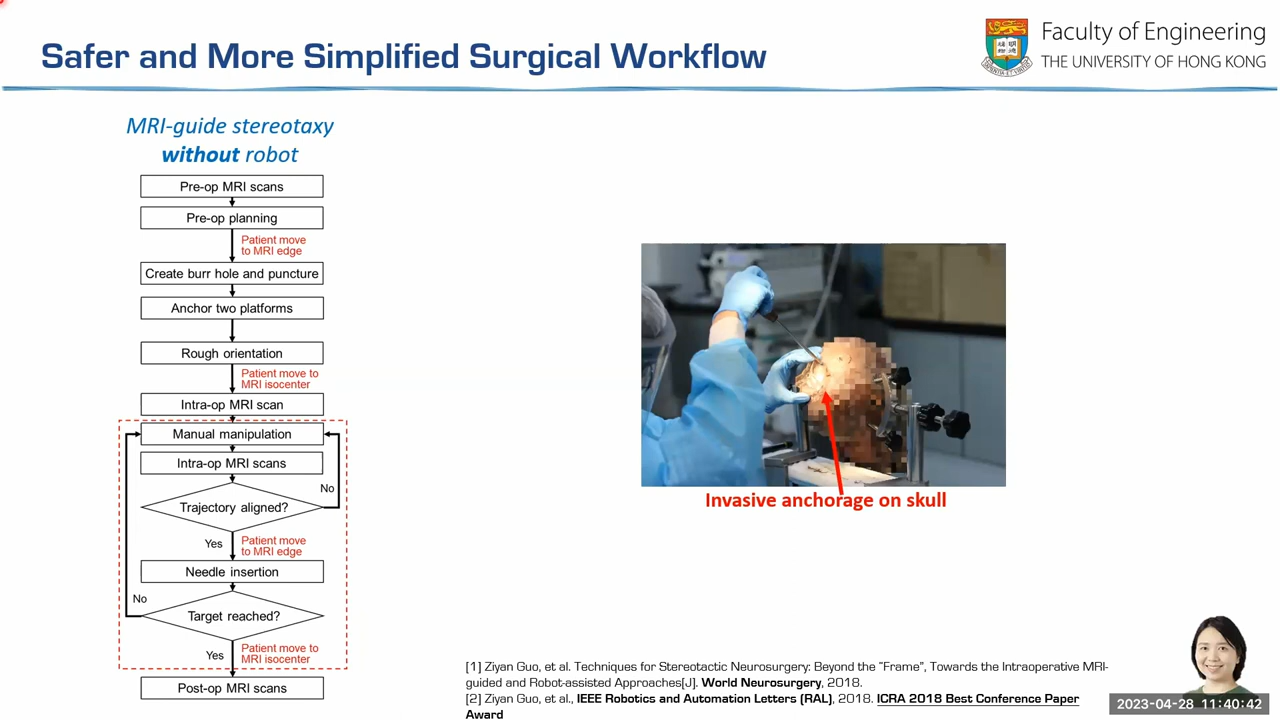 Safer and More Simplified Surgical Workflow
Faculty of Engineering
THE UNIVERSITY OF HONG KONG
MRI-guide stereotaxy
without robot
Pre-op MRI scans
Pre-op planning
Patient move
to MRI edge
Create burr hole and puncture
Anchor two platforms
Rough orientation
Patient move to
MRI isocenter
Intra-op MRI scan
Manual manipulation
Intra-op MRI scans
No
Trajectory aligned?
Yes
Patient move
to MRI edge
Needle insertion
No
Target reached?
Yes
Patient move to
MRI isocenter
Post-op MRI scans
Invasive anchorage on skull
[1] Ziyan Guo, et al. Techniques for Stereotactic Neurosurgery: Beyond the “Frame”, Towards the Intraoperative MRI-
guided and Robot-assisted Approaches[J]. World Neurosurgery, 2018.
[2] Ziyan Guo, et al., IEEE Robotics and Automation Letters (RAL), 2018. ICRA 2018 Best Conference Paper
Award
2023-04-28 11:40:42